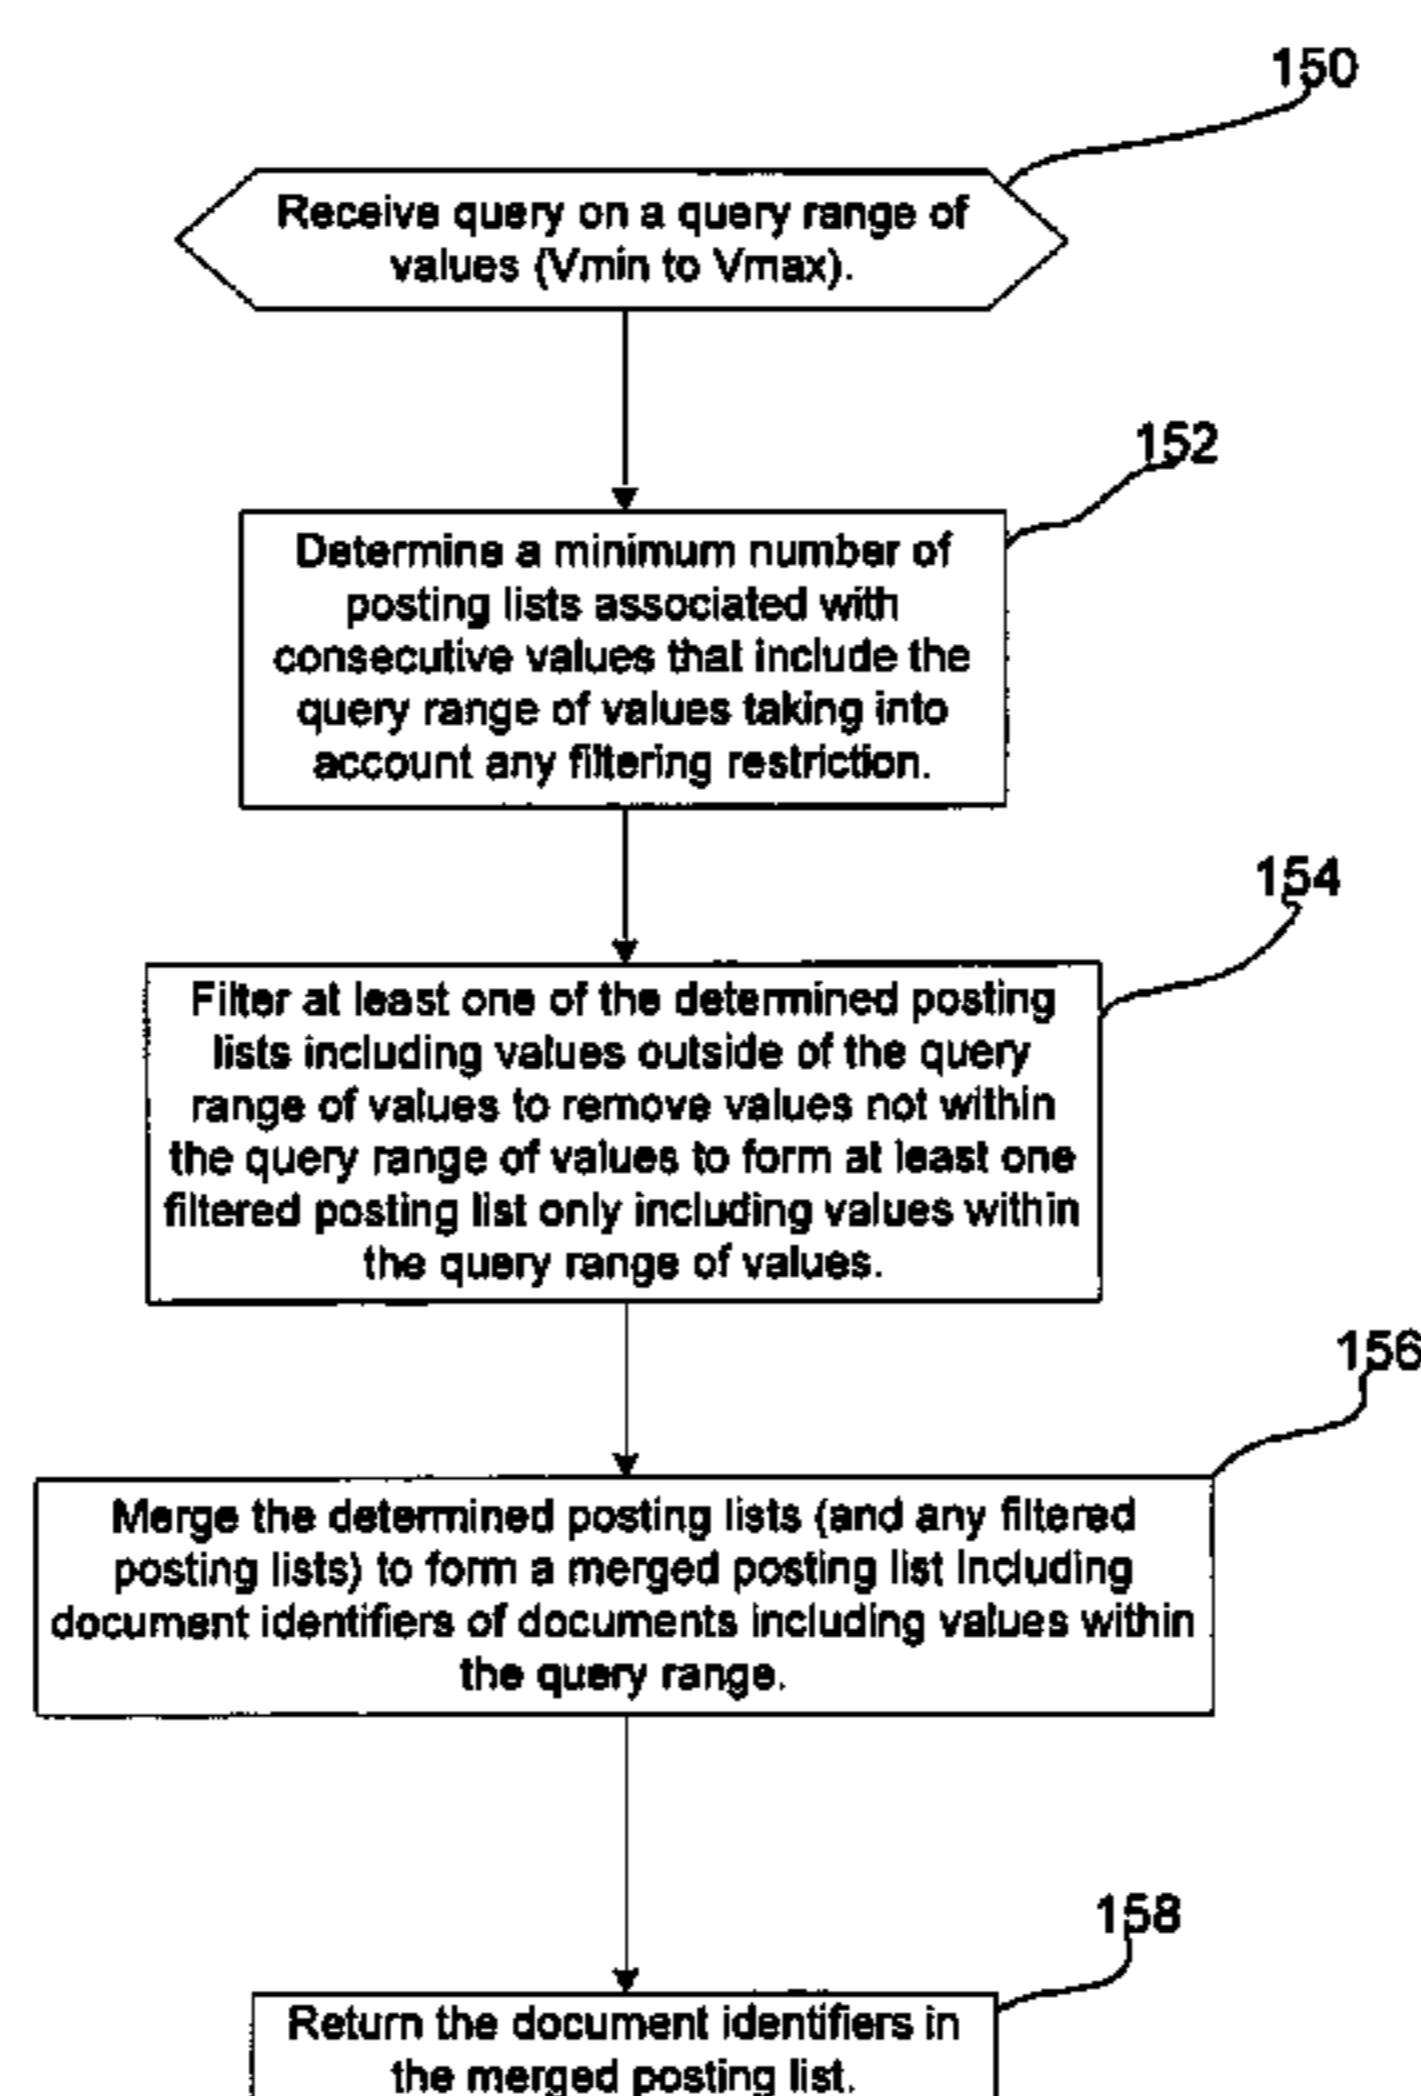 150
Receive query on a query range of
values (Vmin to Vmax).
152
Determine a minimum number of
posting lists associated with
consecutive values that include the
query range of values taking into
account any filtering restriction.
154
Filter at least one of the determined posting
lists including values outside of the query
range of values to remove values not within
the query range of values to form at least one
filtered posting list only including values within
the query range of values.
156
Merge the determined posting lists (and any filtered
posting lists) to form a merged posting list including
document identifiers of documents including values within
the query range.
158
Return the document identifiers in
the merged posting list.